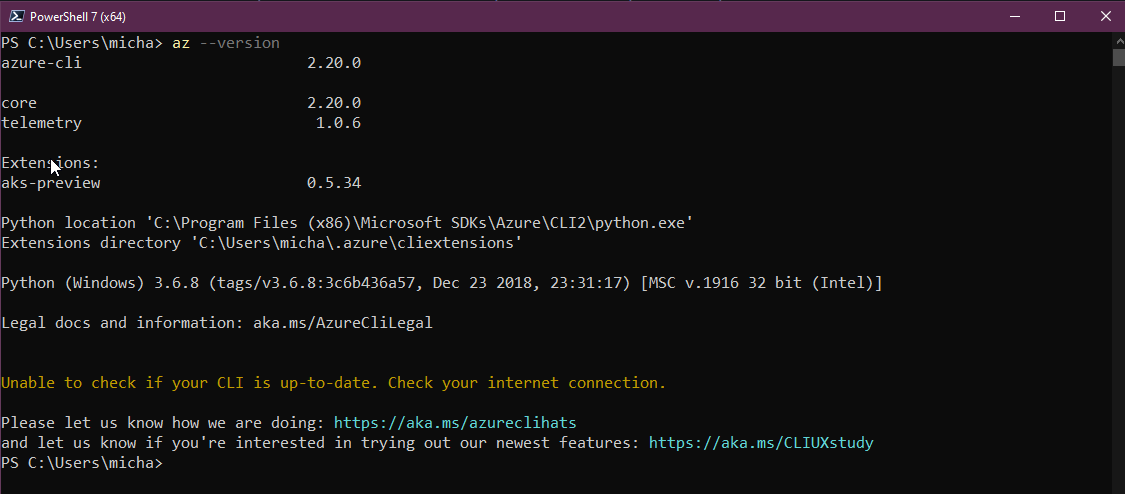 PowerShell 7 (x64)
PS C:\Users\micha> az --version
azure-cli                         2.20.0
core                              2.20.0
telemetry                          1.0.6
Extensions:
aks-preview                       0.5.34
Python location 'C:\Program Files (x86)\Microsoft SDKs\Azure\CLI2\python.exe'
Extensions directory 'C:\Users\micha\.azure\cliextensions'
Python (Windows) 3.6.8 (tags/v3.6.8:3c6b436a57, Dec 23 2018, 23:31:17) [MSC v.1916 32 bit (Intel)]
Legal docs and information: aka.ms/AzureCliLegal
Unable to check if your CLI is up-to-date. Check your internet connection.
Please let us know how we are doing: https://aka.ms/azureclihats
and let us know if you're interested in trying out our newest features: https://aka.ms/CLIUXstudy
PS C:\Users\micha>